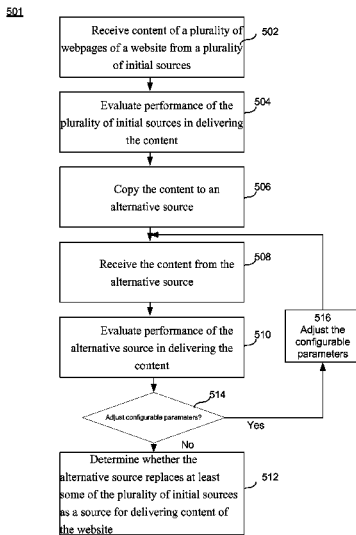 501
Receive content of a plurality of
webpages of a website from a plurality
of initial sources
502
Evaluate performance of the
plurality of initial sources in delivering
the content
504
Copy the content to an
alternative source
506
Receive the content from the
alternative source
508
Evaluate performance of the
alternative source in delivering the
content
510
516
Adjust the
configurable
parameters
514
Adjust configurable parameters?
Yes
No
Determine whether the
alternative source replaces at least
some of the plurality of initial sources
as a source for delivering content of
the website
512